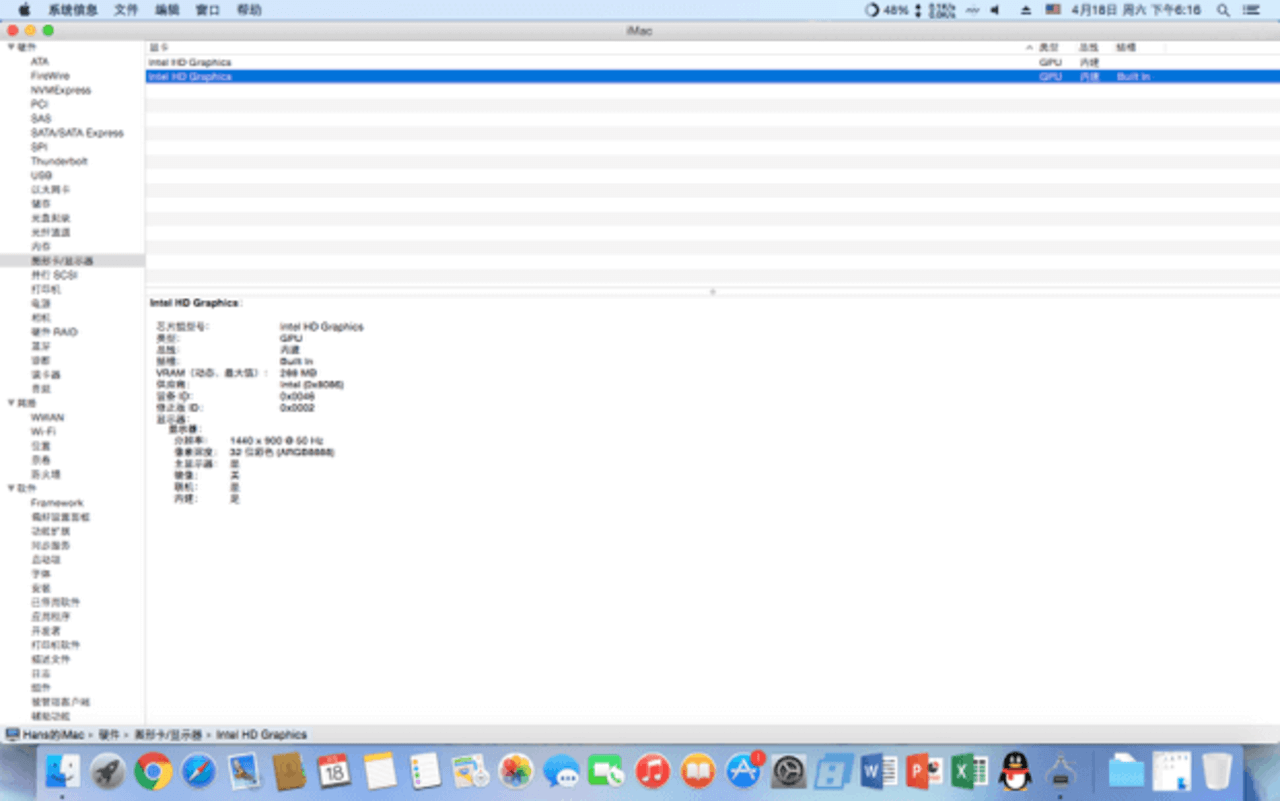 系统信息 文件 编辑 窗口 帮助 48% 4月18日 周六 下午6:16
iMac
硬件
ATA
FireWire
NVMExpress
PCI
SAS
SATA/SATA Express
SPI
Thunderbolt
USB
以太网卡
储存
光盘刻录
光纤通道
内存
图形卡/显示器
并行 SCSI
打印机
电源
相机
硬件 RAID
蓝牙
诊断
读卡器
音频
网络
WWAN
Wi-Fi
位置
宗卷
防火墙
软件
Framework
偏好设置面板
功能扩展
同步服务
启动项
字体
安装
已停用软件
应用程序
开发者
打印机软件
描述文件
日志
组件
被管理客户端
辅助功能
显卡 类型 总线 插槽
Intel HD Graphics GPU 内建
Intel HD Graphics GPU 内建 Built In
Intel HD Graphics:
芯片组型号: Intel HD Graphics
类型: GPU
总线: 内建
插槽: Built In
VRAM（动态、最大值）: 288 MB
供应商: Intel (0x8086)
设备 ID: 0x0046
修正版 ID: 0x0002
显示器:
显示器:
分辨率: 1440 x 900 @ 60 Hz
像素深度: 32 位彩色 (ARGB8888)
主显示器: 是
镜像: 关
联机: 是
内建: 是
Hans的iMac 硬件 图形卡/显示器 Intel HD Graphics
18
1